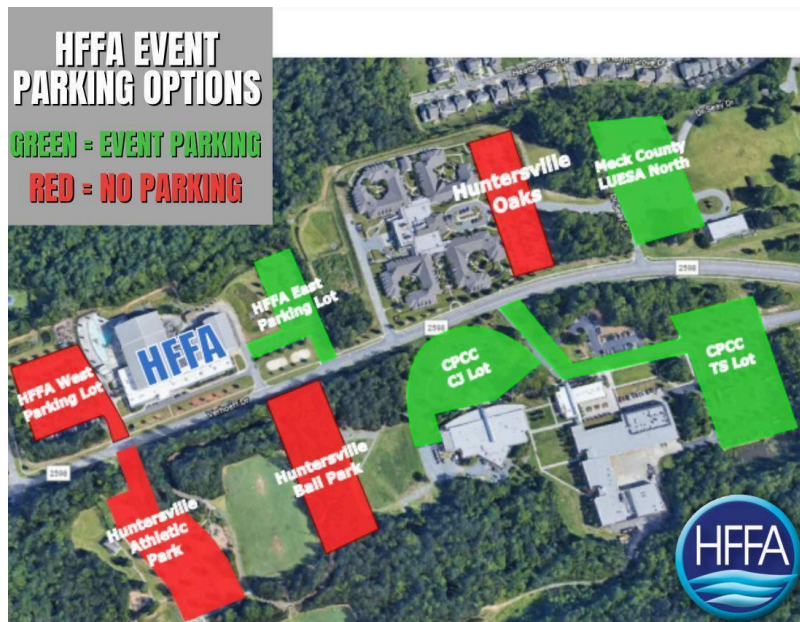 HFFA EVENT
PARKING OPTIONS
GREEN = EVENT PARKING
RED = NO PARKING
Huntersville
Oaks
Meck County
LUESA North
2598
HFFA East
Parking Lot
2598
HFFA
CPCC
CJ Lot
CPCC
TS Lot
HFFA West
Parking Lot
Verhoeff Dr
2598
Huntersville
Ball Park
Huntersville
Athletic
Park
HFFA